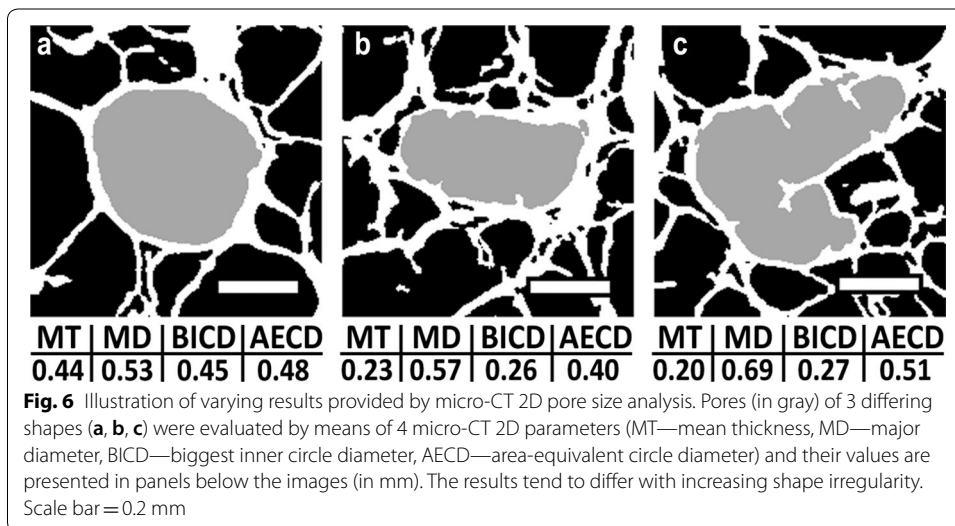 a b c
MT MD BICD AECD MT MD BICD AECD MT MD BICD AECD
0.44 0.53 0.45 0.48 0.23 0.57 0.26 0.40 0.20 0.69 0.27 0.51
Fig. 6 Illustration of varying results provided by micro-CT 2D pore size analysis. Pores (in gray) of 3 differing
shapes (a, b, c) were evaluated by means of 4 micro-CT 2D parameters (MT—mean thickness, MD—major
diameter, BICD—biggest inner circle diameter, AECD—area-equivalent circle diameter) and their values are
presented in panels below the images (in mm). The results tend to differ with increasing shape irregularity.
Scale bar = 0.2 mm